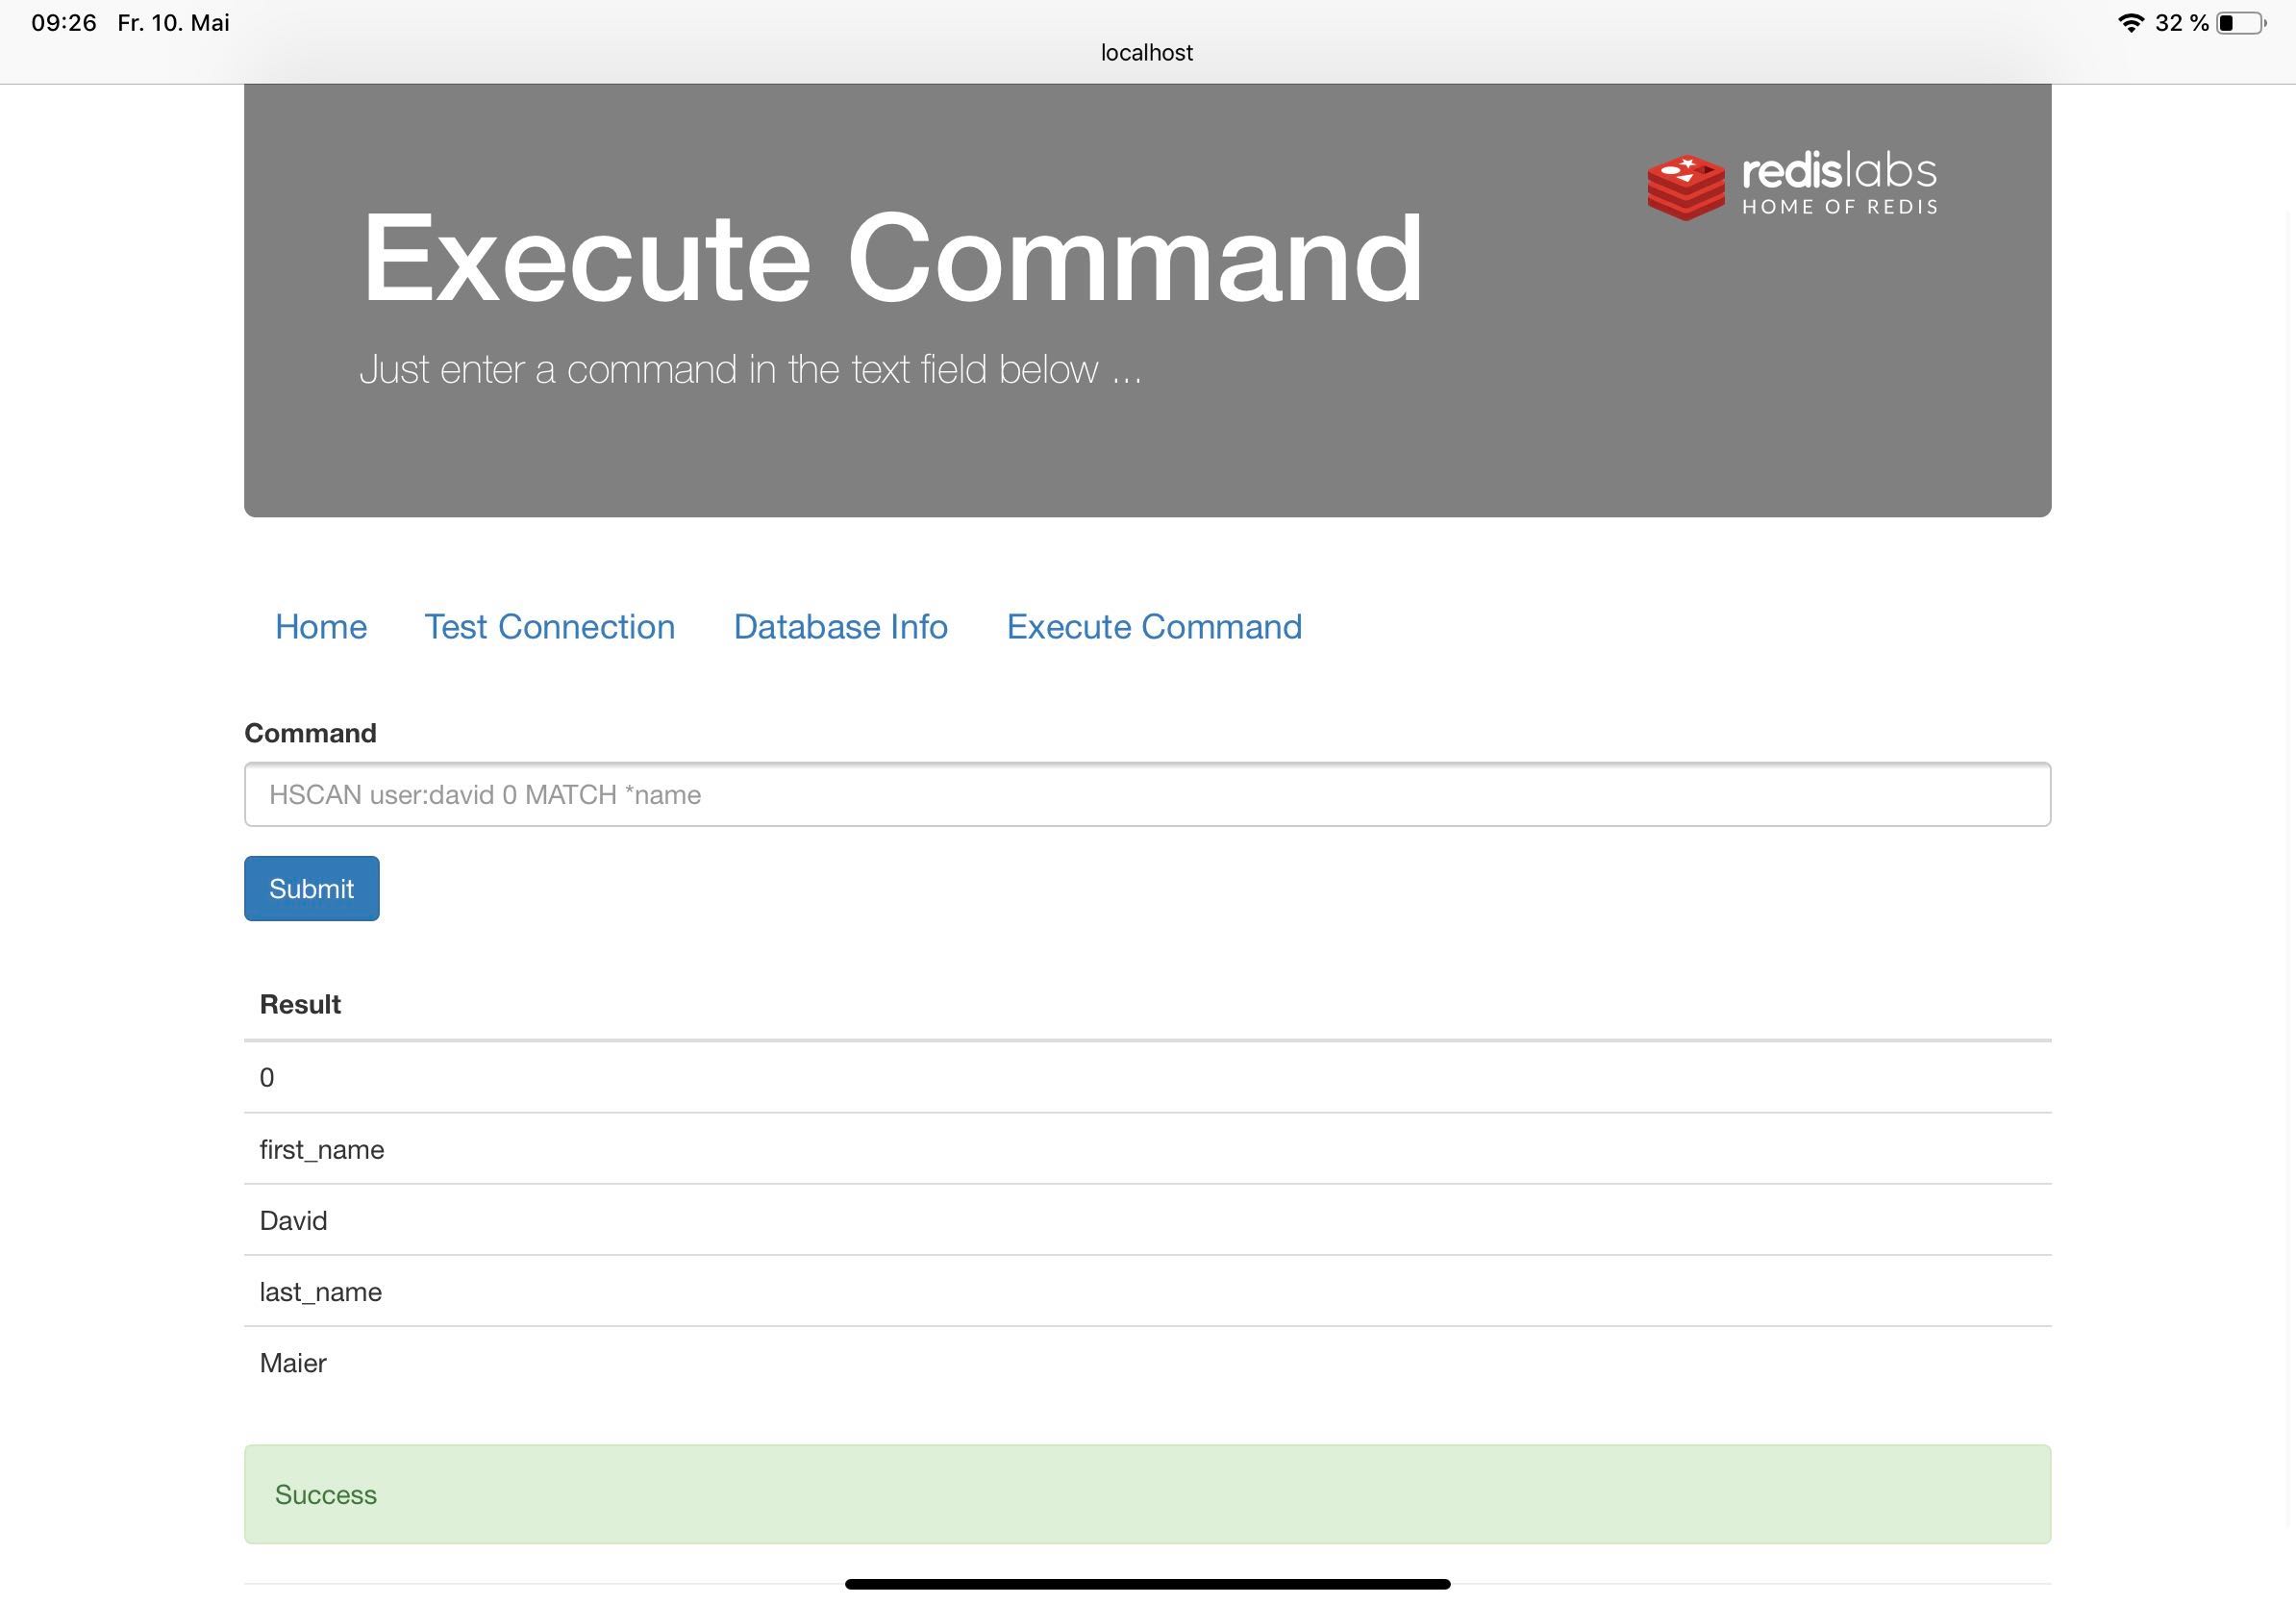 09:26 Fr. 10. Mai 32 %
localhost
redislabs
HOME OF REDIS
Execute Command
Just enter a command in the text field below ...
Home Test Connection Database Info Execute Command
Command
HSCAN user:david 0 MATCH *name
Submit
Result
0
first_name
David
last_name
Maier
Success